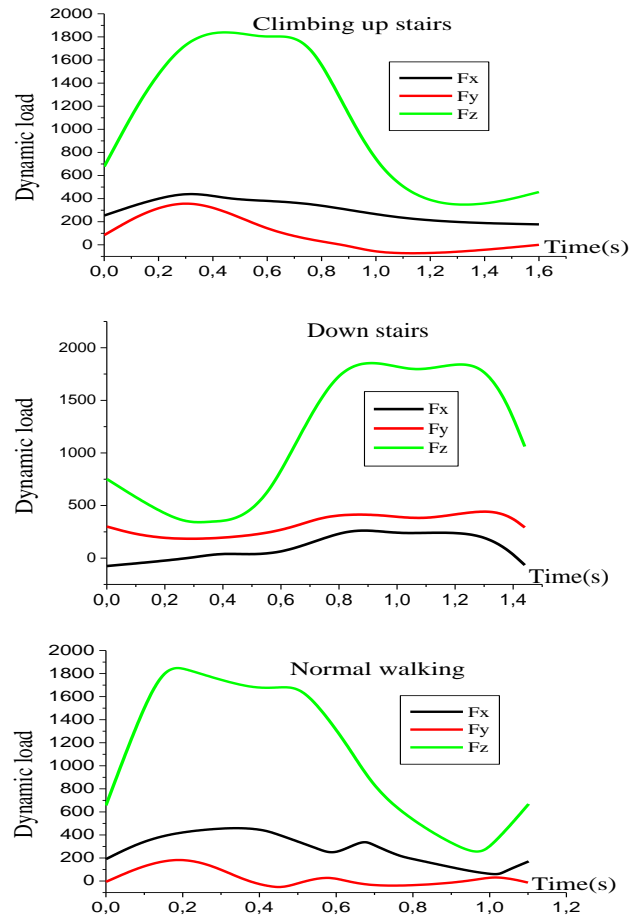 Climbing up stairs
Dynamic load
2000
1800
1600
1400
1200
1000
800
600
400
200
0
Fx
Fy
Fz
Time(s)
0,0 0,2 0,4 0,6 0,8 1,0 1,2 1,4 1,6
Down stairs
Dynamic load
2000
1500
1000
500
0
Fx
Fy
Fz
Time(s)
0,0 0,2 0,4 0,6 0,8 1,0 1,2 1,4
Normal walking
Dynamic load
2000
1800
1600
1400
1200
1000
800
600
400
200
0
Fx
Fy
Fz
Time(s)
0,0 0,2 0,4 0,6 0,8 1,0 1,2